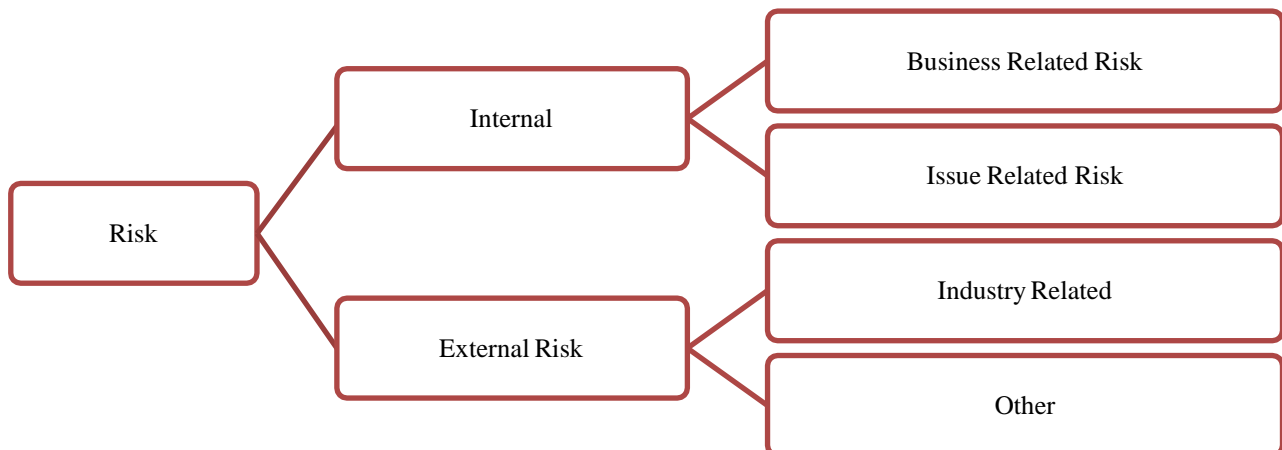 Risk
Internal
Business Related Risk
Issue Related Risk
External Risk
Industry Related
Other